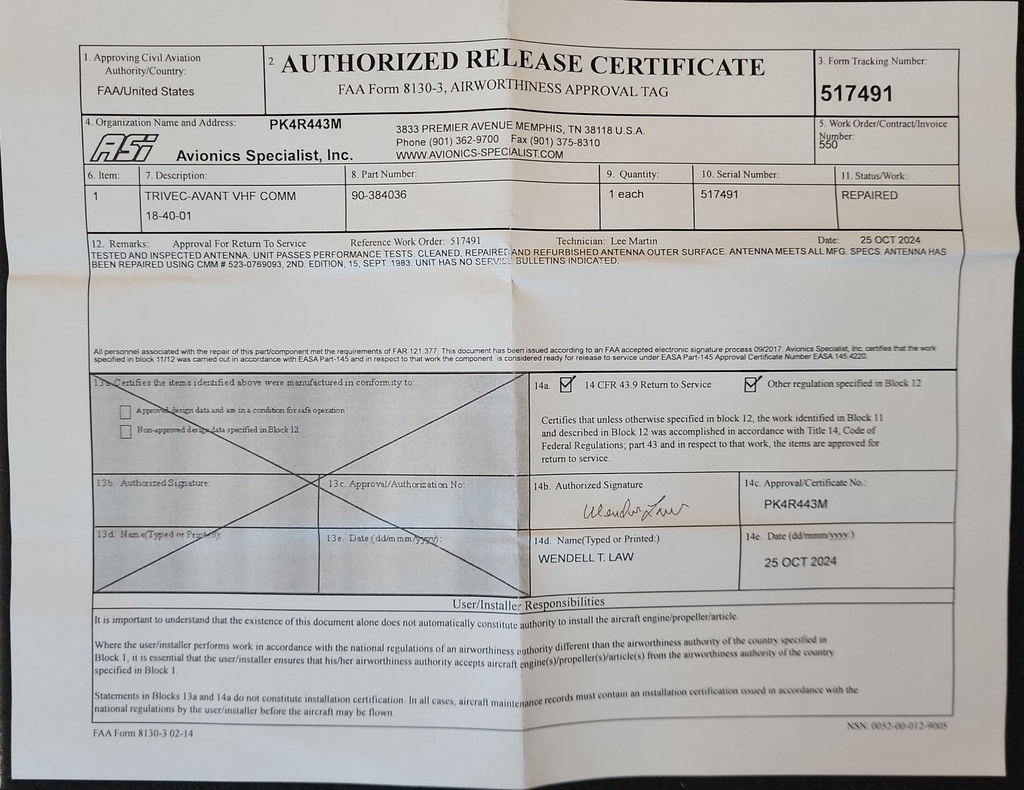 1. Approving Civil Aviation
Authority/Country:
FAA/United States
2. AUTHORIZED RELEASE CERTIFICATE
FAA Form 8130-3, AIRWORTHINESS APPROVAL TAG
3. Form Tracking Number:
517491
4. Organization Name and Address: PK4R443M
ASi Avionics Specialist, Inc.
3833 PREMIER AVENUE MEMPHIS, TN 38118 U.S.A.
Phone (901) 362-9700 Fax (901) 375-8310
WWW.AVIONICS-SPECIALIST.COM
5. Work Order/Contract/Invoice
Number:
550
6. Item: 7. Description: 8. Part Number: 9. Quantity: 10. Serial Number: 11. Status/Work:
1 TRIVEC-AVANT VHF COMM 90-384036 1 each 517491 REPAIRED
18-40-01
12. Remarks: Approval For Return To Service Reference Work Order: 517491 Technician: Lee Martin Date: 25 OCT 2024
TESTED AND INSPECTED ANTENNA. UNIT PASSES PERFORMANCE TESTS. CLEANED, REPAIRED AND REFURBISHED ANTENNA OUTER SURFACE. ANTENNA MEETS ALL MFG. SPECS. ANTENNA HAS
BEEN REPAIRED USING CMM # 523-0769093, 2ND. EDITION, 15, SEPT. 1983. UNIT HAS NO SERVICE BULLETINS INDICATED.
All personnel associated with the repair of this part/component met the requirements of FAR 121.377. This document has been issued according to an FAA accepted electronic signature process 09/2017. Avionics Specialist, Inc. certifies that the work
specified in block 11/12 was carried out in accordance with EASA Part-145 and in respect to that work the component is considered ready for release to service under EASA Part-145 Approval Certificate Number EASA.145.4220.
13a. Certifies the items identified above were manufactured in conformity to:
Approved design data and are in a condition for safe operation
Non-approved design data specified in Block 12
14a. 14 CFR 43.9 Return to Service Other regulation specified in Block 12
Certifies that unless otherwise specified in block 12, the work identified in Block 11
and described in Block 12 was accomplished in accordance with Title 14, Code of
Federal Regulations; part 43 and in respect to that work, the items are approved for
return to service.
13b. Authorized Signature: 13c. Approval/Authorization No:
14b. Authorized Signature
Wendell Law
14c. Approval/Certificate No.:
PK4R443M
13d. Name(Typed or Printed): 13e. Date (dd/mmm/yyyy):
14d. Name(Typed or Printed:)
WENDELL T. LAW
14e. Date (dd/mmm/yyyy:)
25 OCT 2024
User/Installer Responsibilities
It is important to understand that the existence of this document alone does not automatically constitute authority to install the aircraft engine/propeller/article.
Where the user/installer performs work in accordance with the national regulations of an airworthiness authority different than the airworthiness authority of the country specified in
Block 1, it is essential that the user/installer ensures that his/her airworthiness authority accepts aircraft engine(s)/propeller(s)/article(s) from the airworthiness authority of the country
specified in Block 1.
Statements in Blocks 13a and 14a do not constitute installation certification. In all cases, aircraft maintenance records must contain an installation certification issued in accordance with the
national regulations by the user/installer before the aircraft may be flown.
FAA Form 8130-3 02-14
NSN: 0052-00-012-9005